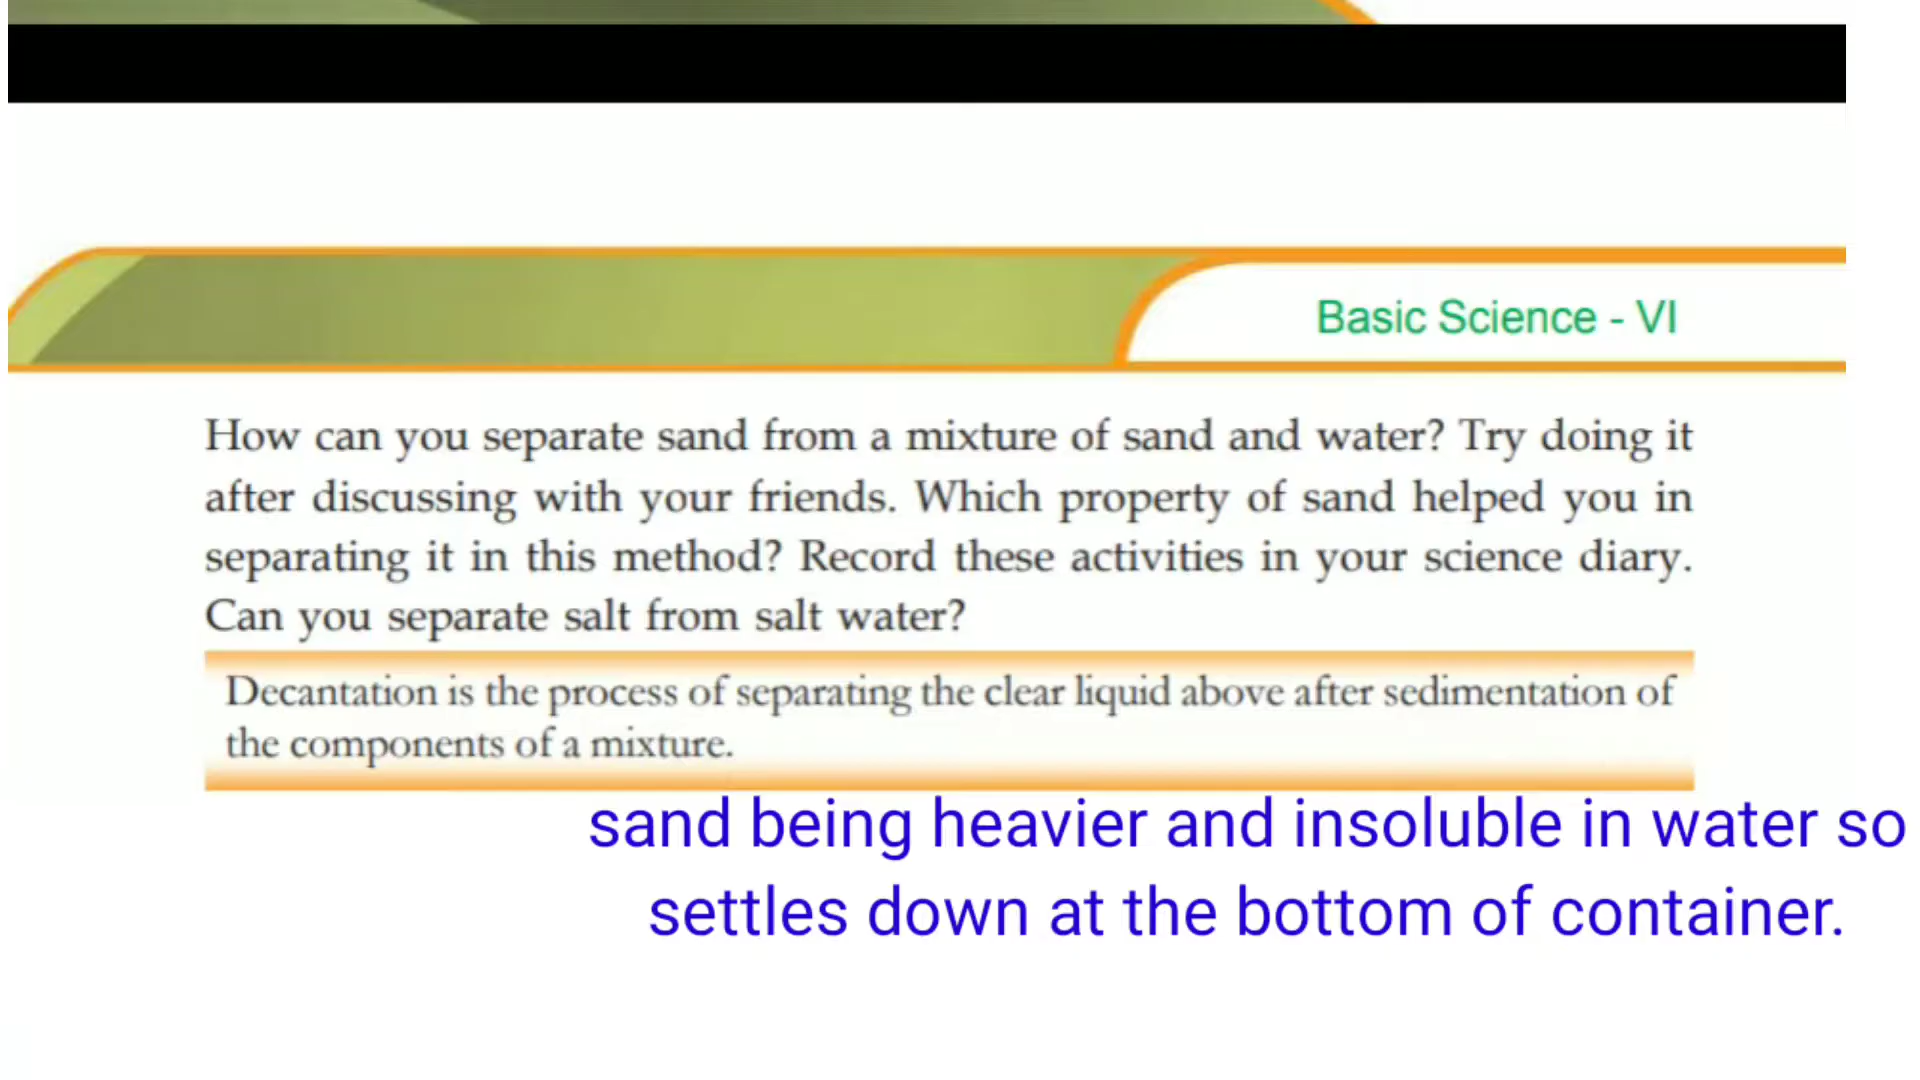 Basic Science - VI
How can you separate sand from a mixture of sand and water? Try doing it
after discussing with your friends. Which property of sand helped you in
separating it in this method? Record these activities in your science diary.
Can you separate salt from salt water?
Decantation is the process of separating the clear liquid above after sedimentation of
the components of a mixture.
sand being heavier and insoluble in water so
settles down at the bottom of container.